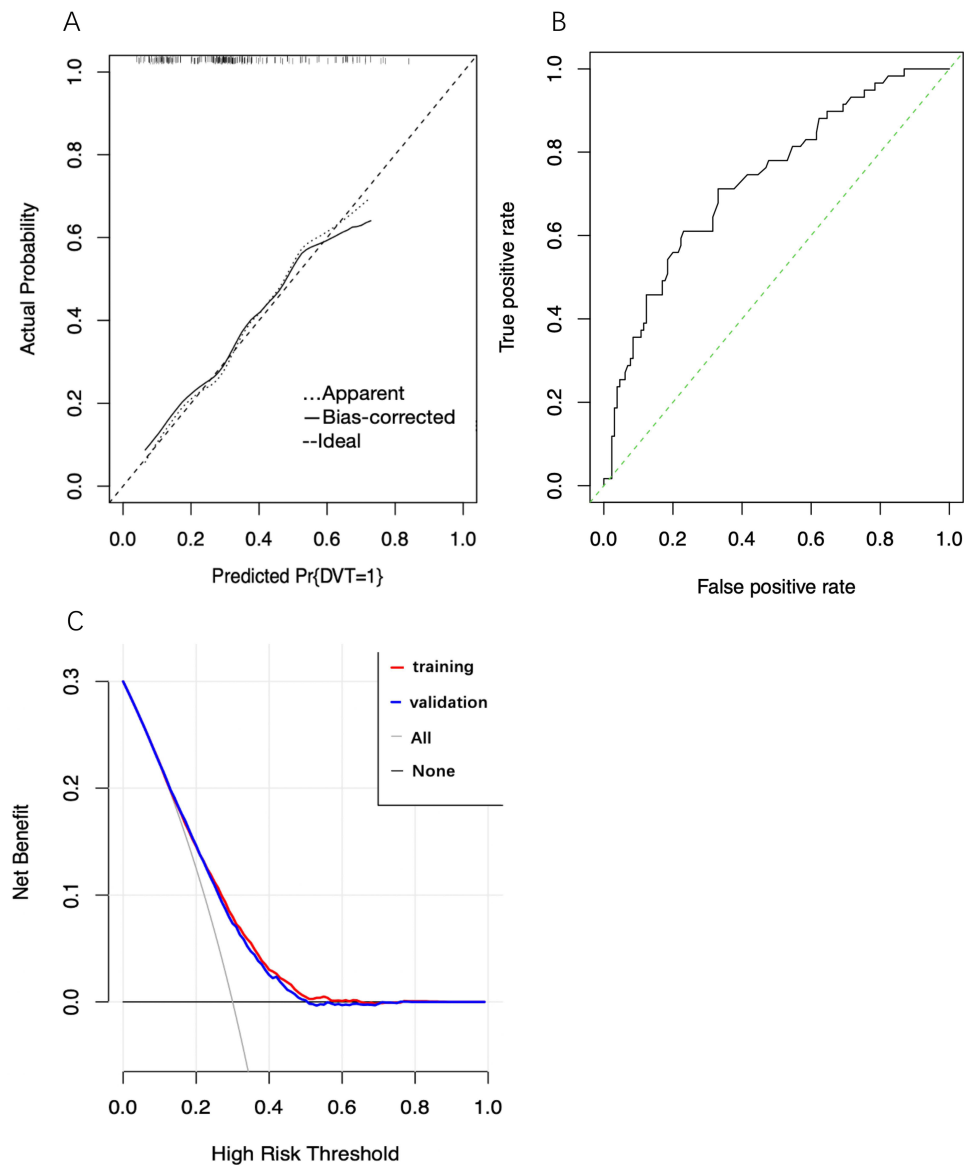 A
1.0
0.8
0.6
0.4
0.2
0.0
Actual Probability
...Apparent
—Bias-corrected
--Ideal
0.0 0.2 0.4 0.6 0.8 1.0
Predicted Pr{DVT=1}
B
1.0
0.8
0.6
0.4
0.2
0.0
True positive rate
0.0 0.2 0.4 0.6 0.8 1.0
False positive rate
C
0.3
0.2
0.1
0.0
Net Benefit
training
validation
All
None
0.0 0.2 0.4 0.6 0.8 1.0
High Risk Threshold